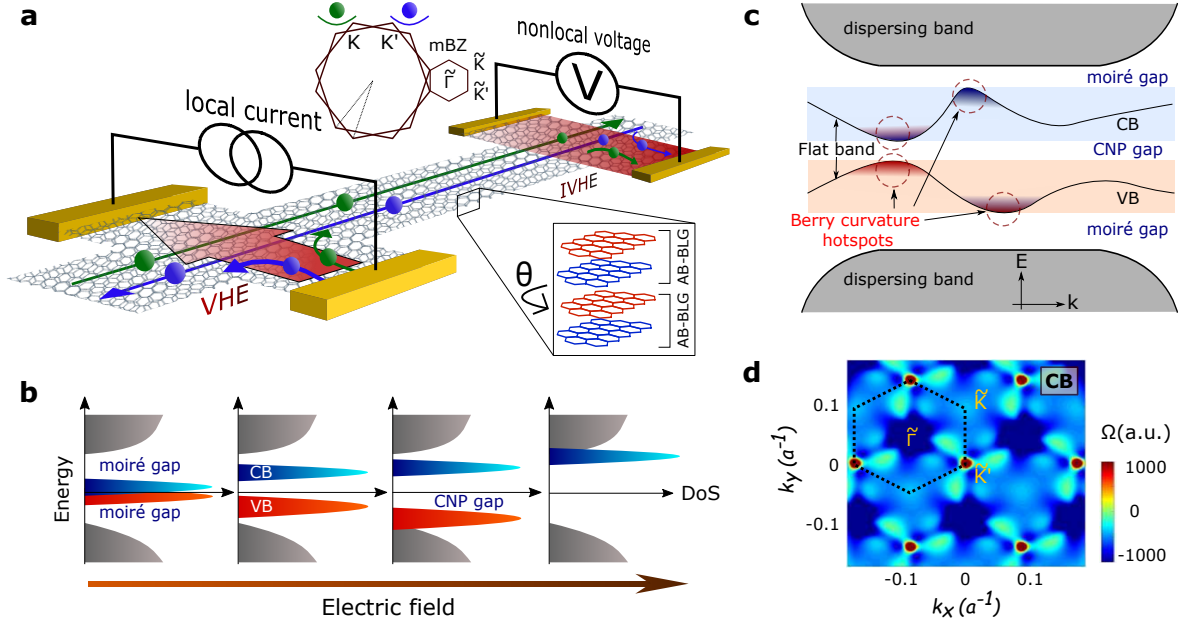 a
K
K'
mBZ
K̃
Γ̃
K̃'
nonlocal voltage
V
local current
IVHE
VHE
θ
AB-BLG
AB-BLG
b
Energy
moiré gap
moiré gap
CB
VB
CNP gap
DoS
Electric field
c
dispersing band
moiré gap
CB
Flat band
CNP gap
VB
Berry curvature
hotspots
moiré gap
dispersing band
E
k
d
CB
K̃
Γ̃
K̃'
k_y (a⁻¹)
0.1
0
-0.1
-0.1
0
0.1
k_x (a⁻¹)
Ω(a.u.)
1000
0
-1000